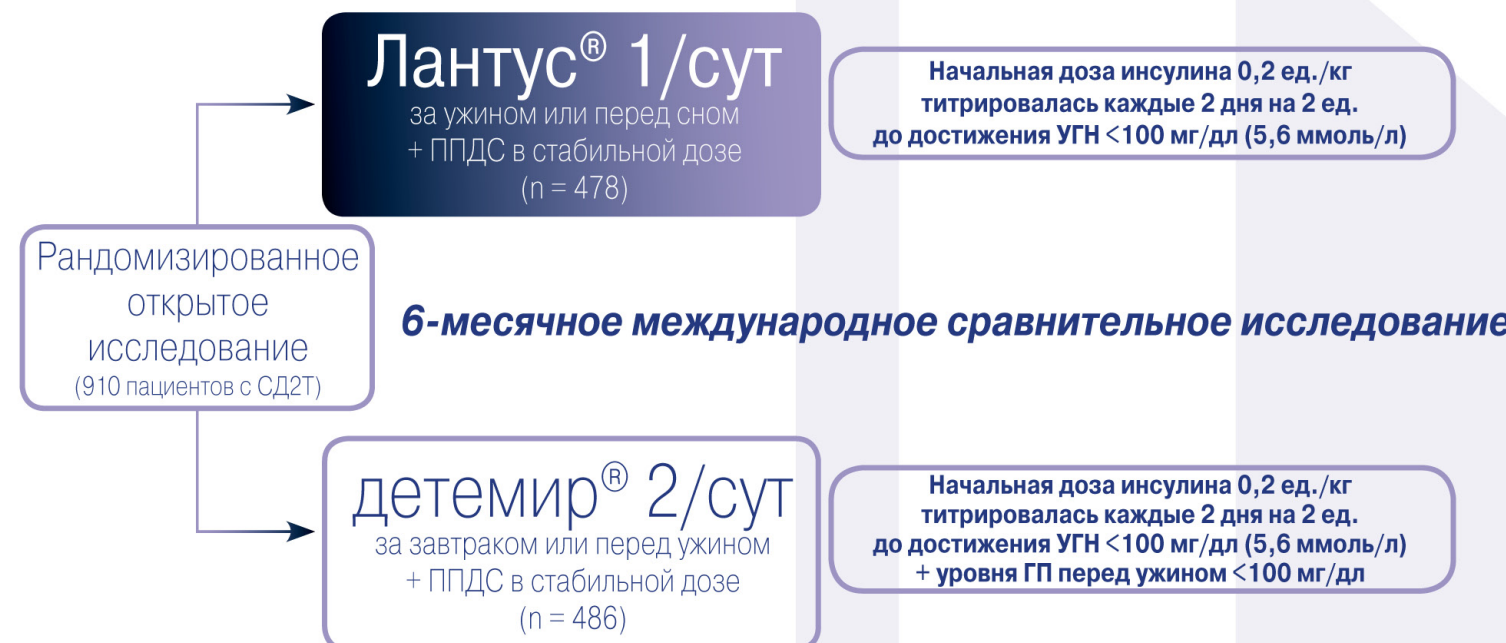 Лантус® 1/сут
за ужином или перед сном
+ ППДС в стабильной дозе
(n = 478)
Начальная доза инсулина 0,2 ед./кг
титрировалась каждые 2 дня на 2 ед.
до достижения УГН <100 мг/дл (5,6 ммоль/л)
Рандомизированное
открытое
исследование
(910 пациентов с СД2Т)
6-месячное международное сравнительное исследование
детемир® 2/сут
за завтраком или перед ужином
+ ППДС в стабильной дозе
(n = 486)
Начальная доза инсулина 0,2 ед./кг
титрировалась каждые 2 дня на 2 ед.
до достижения УГН <100 мг/дл (5,6 ммоль/л)
+ уровня ГП перед ужином <100 мг/дл